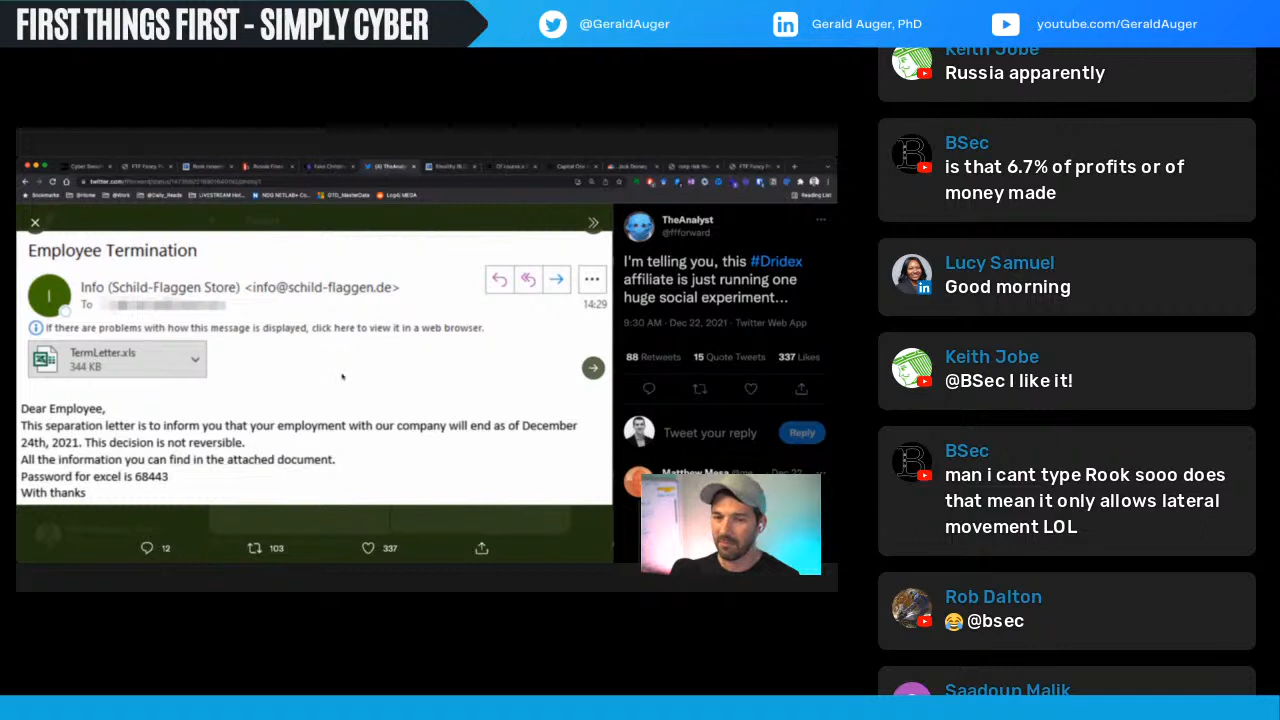 FIRST THINGS FIRST - SIMPLY CYBER
@GeraldAuger
Gerald Auger, PhD
youtube.com/GeraldAuger
Employee Termination
Info (Schild-Flaggen Store) <info@schild-flaggen.de>
To
14:29
If there are problems with how this message is displayed, click here to view it in a web browser.
TermLetter.xls
344 KB
Dear Employee,
This separation letter is to inform you that your employment with our company will end as of December
24th, 2021. This decision is not reversible.
All the information you can find in the attached document.
Password for excel is 68443
With thanks
12
103
337
TheAnalyst
@ffforward
I'm telling you, this #Dridex
affiliate is just running one
huge social experiment...
9:30 AM · Dec 22, 2021 · Twitter Web App
88 Retweets 15 Quote Tweets 337 Likes
Tweet your reply
Reply
Matthew Mesa
Dec 22
Keith Jobe
Russia apparently
BSec
is that 6.7% of profits or of
money made
Lucy Samuel
Good morning
Keith Jobe
@BSec I like it!
BSec
man i cant type Rook sooo does
that mean it only allows lateral
movement LOL
Rob Dalton
😂 @bsec
Saadoun Malik